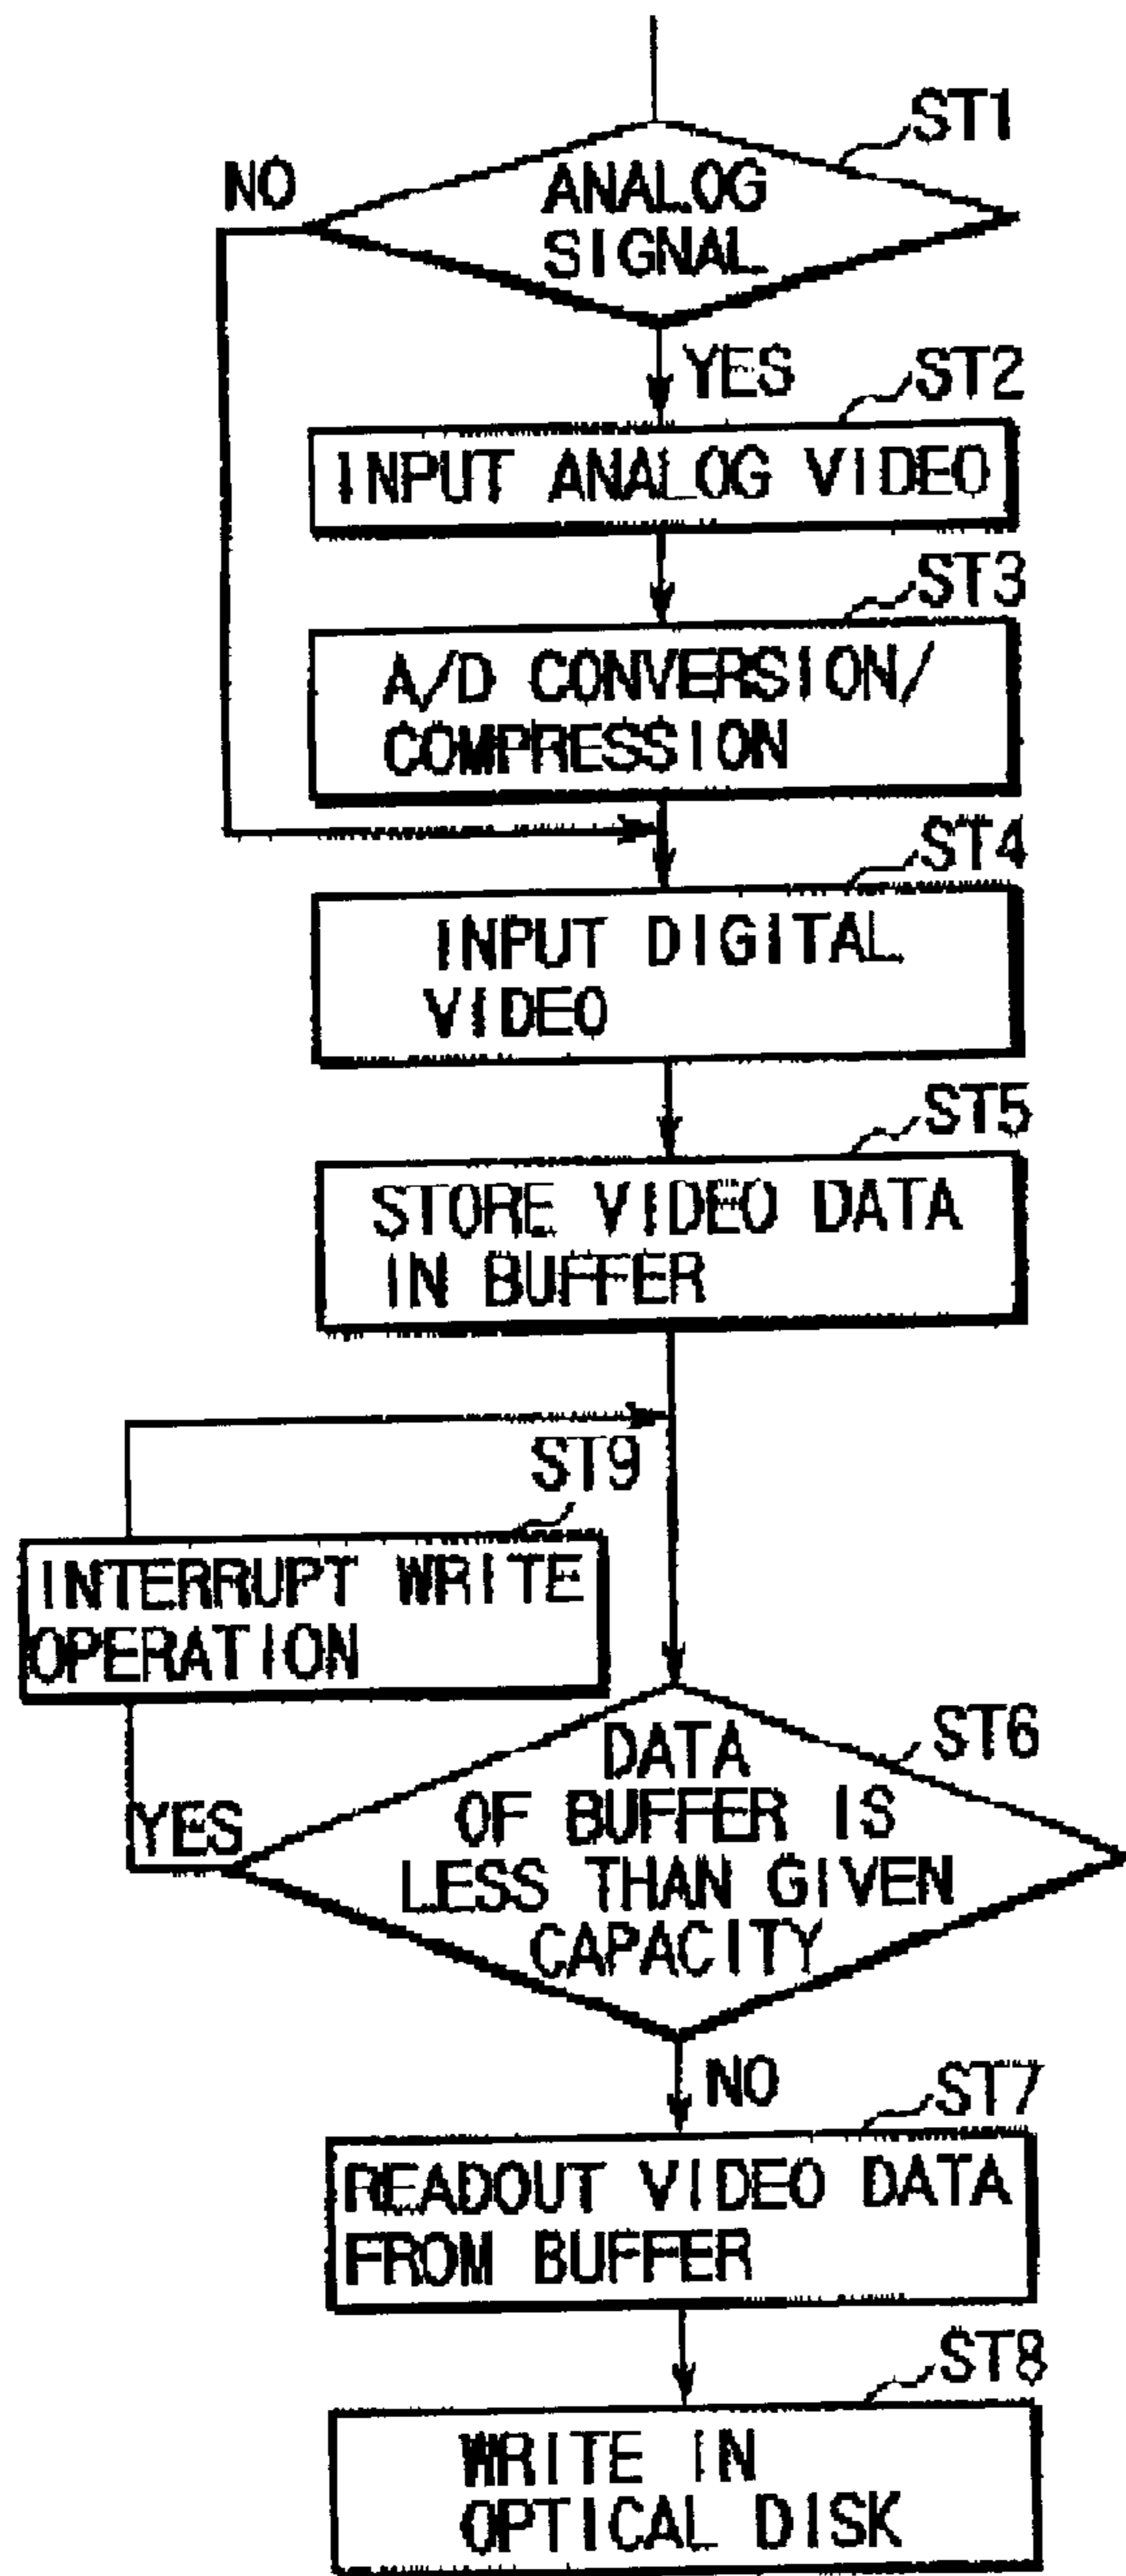 ST1
NO
ANALOG
SIGNAL
YES
ST2
INPUT ANALOG VIDEO
ST3
A/D CONVERSION/
COMPRESSION
ST4
INPUT DIGITAL
VIDEO
ST5
STORE VIDEO DATA
IN BUFFER
ST9
INTERRUPT WRITE
OPERATION
ST6
DATA
OF BUFFER IS
LESS THAN GIVEN
CAPACITY
YES
NO
ST7
READOUT VIDEO DATA
FROM BUFFER
ST8
WRITE IN
OPTICAL DISK